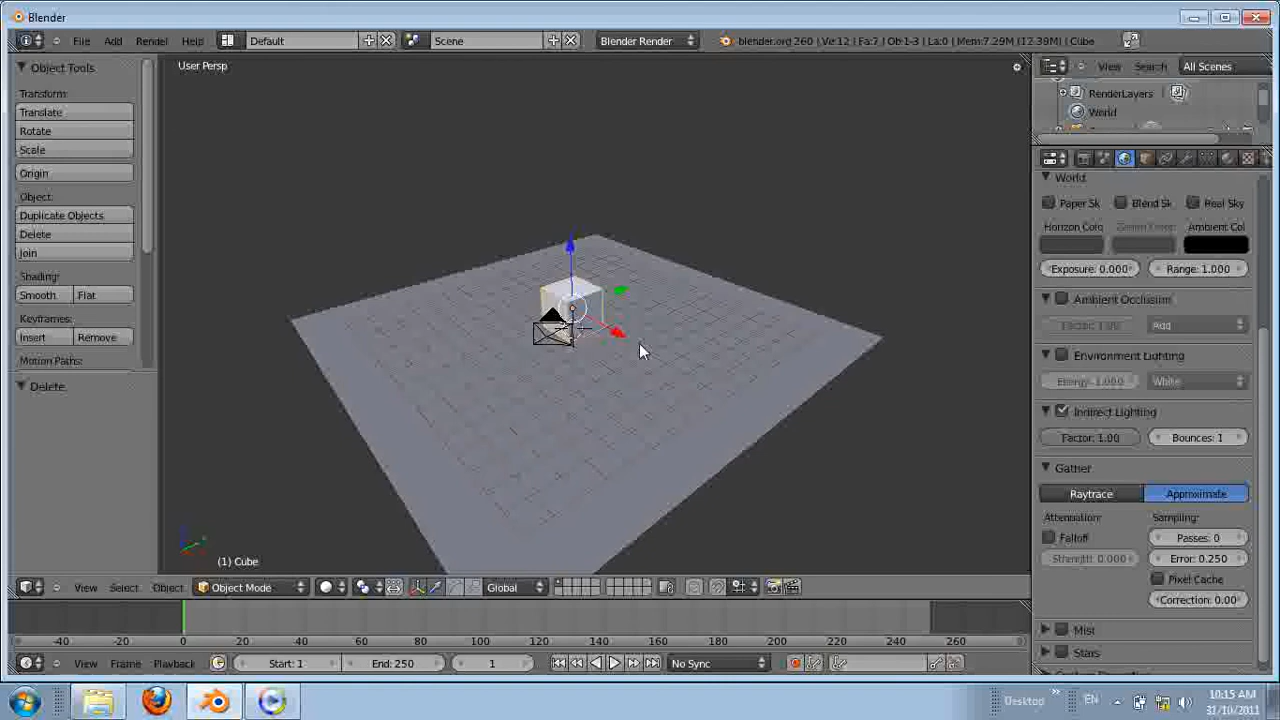 Blender
File Add Render Help Default Scene Blender Render blender.org 260 | Ve:12 | Fa:7 | Ob:1-3 | La:0 | Mem:7.29M (12.39M) | Cube
Object Tools
Transform:
Translate
Rotate
Scale
Origin
Object:
Duplicate Objects
Delete
Join
Shading:
Smooth Flat
Keyframes:
Insert Remove
Motion Paths:
Delete
User Persp
(1) Cube
View Search All Scenes
RenderLayers
World
World
Paper Sk Blend Sk Real Sky
Horizon Colo Zenith Color Ambient Col
Exposure: 0.000 Range: 1.000
Ambient Occlusion
Factor: 1.00 Add
Environment Lighting
Energy: 1.000 White
Indirect Lighting
Factor: 1.00 Bounces: 1
Gather
Raytrace Approximate
Attenuation: Sampling:
Falloff Passes: 0
Strength: 0.000 Error: 0.250
Pixel Cache
Correction: 0.00
Mist
Stars
View Select Object Object Mode Global
-40 -20 0 20 40 60 80 100 120 140 160 180 200 220 240 260
View Frame Playback Start: 1 End: 250 1 No Sync
Desktop EN 10:15 AM
31/10/2011